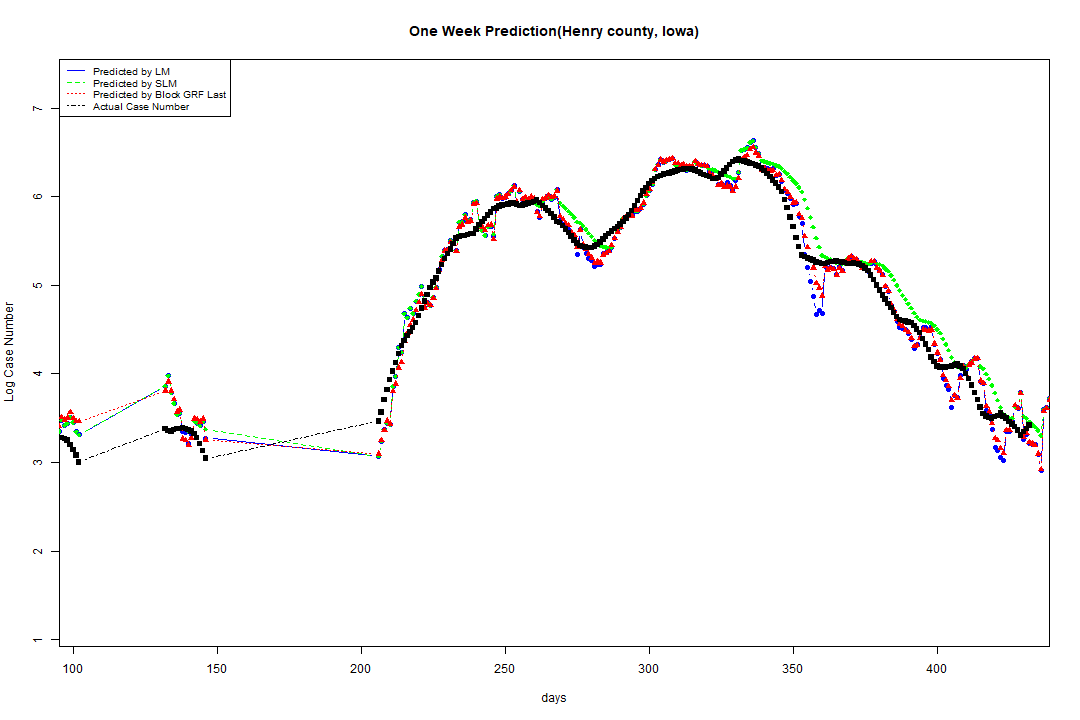 One Week Prediction(Henry county, Iowa)
Predicted by LM
Predicted by SLM
Predicted by Block GRF Last
Actual Case Number
Log Case Number
7
6
5
4
3
2
1
100 150 200 250 300 350 400
days